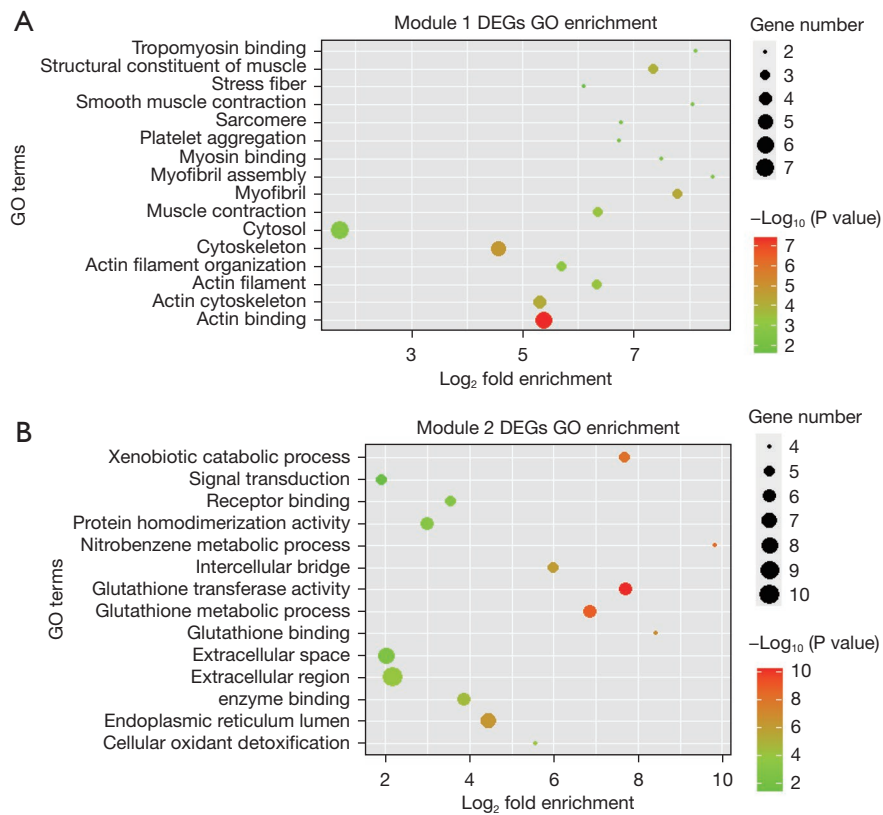 A
Module 1 DEGs GO enrichment
GO terms
Tropomyosin binding
Structural constituent of muscle
Stress fiber
Smooth muscle contraction
Sarcomere
Platelet aggregation
Myosin binding
Myofibril assembly
Myofibril
Muscle contraction
Cytosol
Cytoskeleton
Actin filament organization
Actin filament
Actin cytoskeleton
Actin binding
3 5 7
Log₂ fold enrichment
Gene number
2
3
4
5
6
7
−Log₁₀ (P value)
7
6
5
4
3
2
B
Module 2 DEGs GO enrichment
GO terms
Xenobiotic catabolic process
Signal transduction
Receptor binding
Protein homodimerization activity
Nitrobenzene metabolic process
Intercellular bridge
Glutathione transferase activity
Glutathione metabolic process
Glutathione binding
Extracellular space
Extracellular region
enzyme binding
Endoplasmic reticulum lumen
Cellular oxidant detoxification
2 4 6 8 10
Log₂ fold enrichment
Gene number
4
5
6
7
8
9
10
−Log₁₀ (P value)
10
8
6
4
2